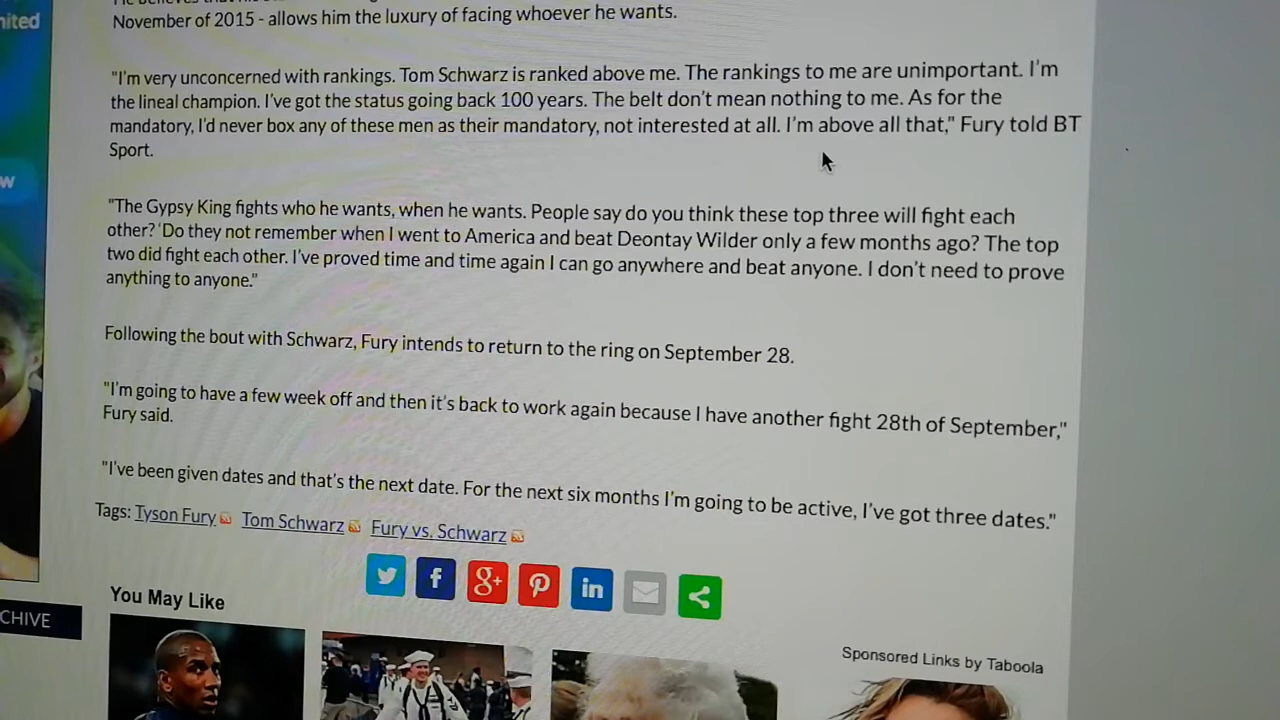 November of 2015 - allows him the luxury of facing whoever he wants.
"I'm very unconcerned with rankings. Tom Schwarz is ranked above me. The rankings to me are unimportant. I'm
the lineal champion. I've got the status going back 100 years. The belt don't mean nothing to me. As for the
mandatory, I'd never box any of these men as their mandatory, not interested at all. I'm above all that," Fury told BT
Sport.
"The Gypsy King fights who he wants, when he wants. People say do you think these top three will fight each
other? 'Do they not remember when I went to America and beat Deontay Wilder only a few months ago? The top
two did fight each other. I've proved time and time again I can go anywhere and beat anyone. I don't need to prove
anything to anyone."
Following the bout with Schwarz, Fury intends to return to the ring on September 28.
"I'm going to have a few week off and then it's back to work again because I have another fight 28th of September,"
Fury said.
"I've been given dates and that's the next date. For the next six months I'm going to be active, I've got three dates."
Tags: Tyson Fury Tom Schwarz Fury vs. Schwarz
f g+ in
You May Like
CHIVE
Sponsored Links by Taboola